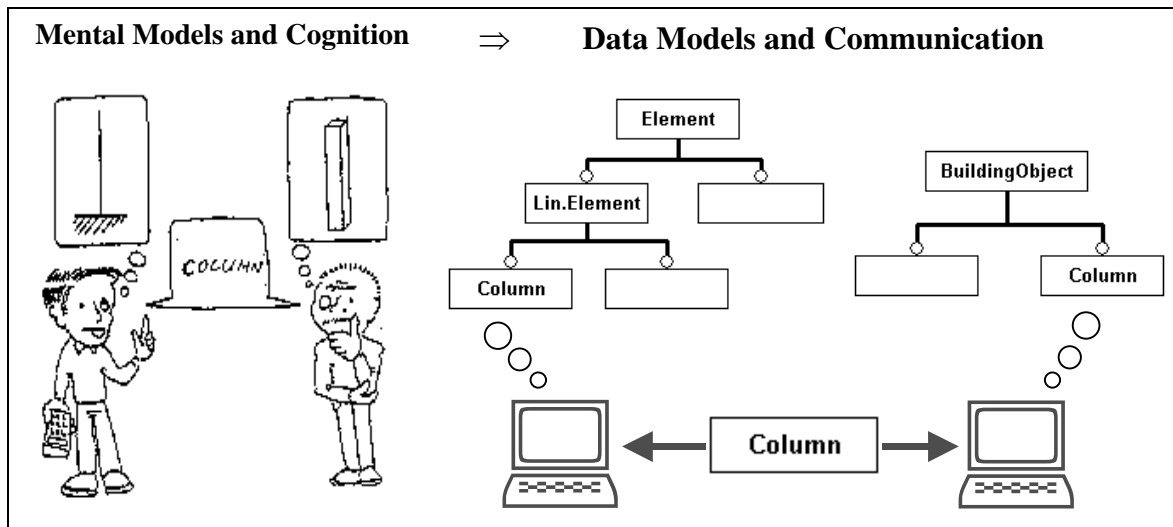 Mental Models and Cognition ⇒ Data Models and Communication
COLUMN
Element
Lin.Element
Column
BuildingObject
Column
Column